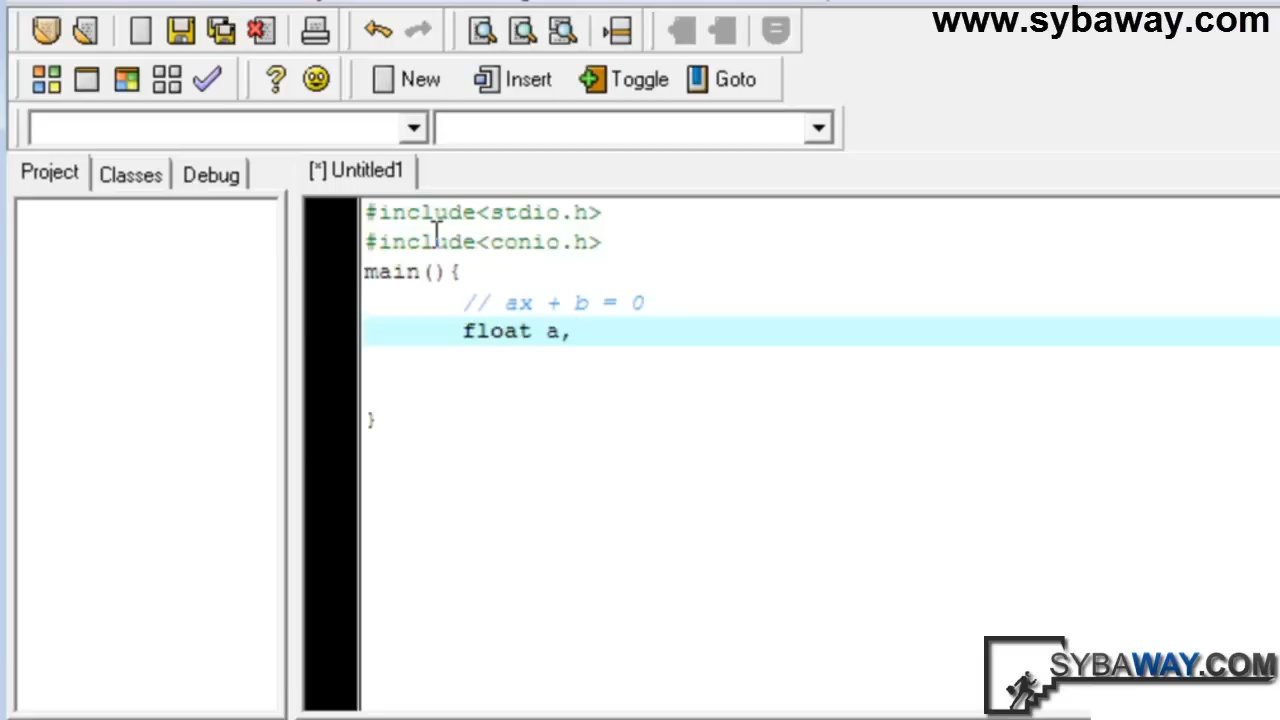 www.sybaway.com
New Insert Toggle Goto
Project Classes Debug [*] Untitled1
#include<stdio.h>
#include<conio.h>
main(){
// ax + b = 0
float a,
}
SYBAWAY.COM